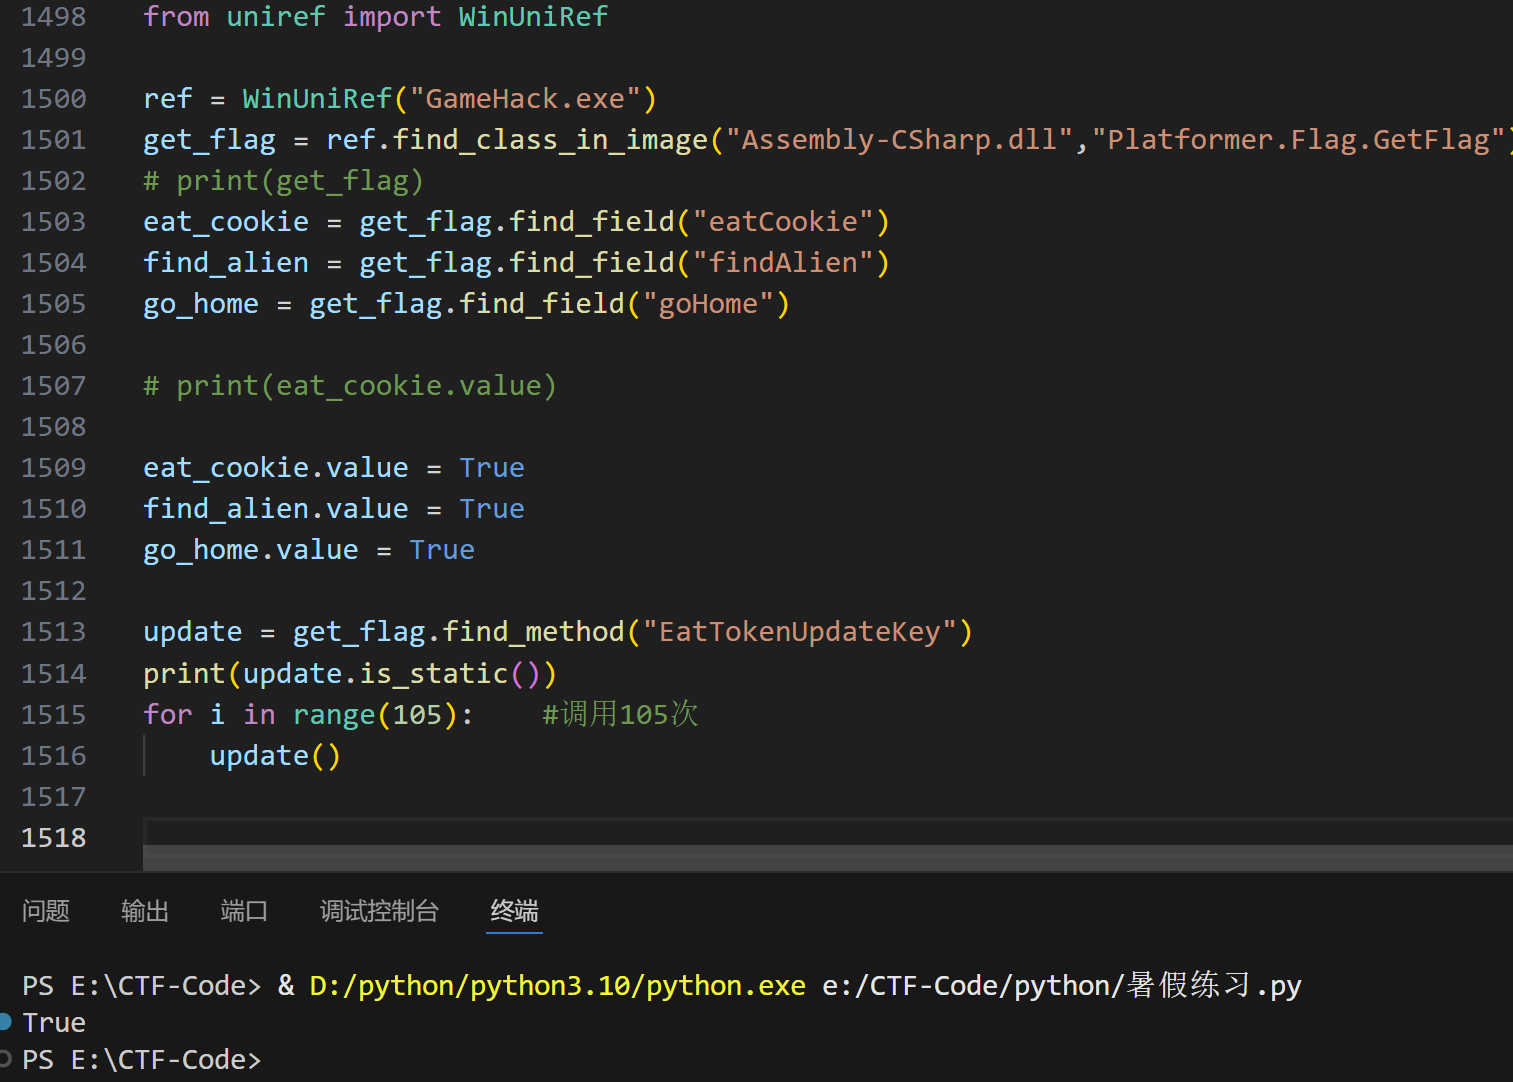 1498 from uniref import WinUniRef
1499
1500 ref = WinUniRef("GameHack.exe")
1501 get_flag = ref.find_class_in_image("Assembly-CSharp.dll","Platformer.Flag.GetFlag")
1502 # print(get_flag)
1503 eat_cookie = get_flag.find_field("eatCookie")
1504 find_alien = get_flag.find_field("findAlien")
1505 go_home = get_flag.find_field("goHome")
1506
1507 # print(eat_cookie.value)
1508
1509 eat_cookie.value = True
1510 find_alien.value = True
1511 go_home.value = True
1512
1513 update = get_flag.find_method("EatTokenUpdateKey")
1514 print(update.is_static())
1515 for i in range(105):    #调用105次
1516     update()
1517
1518
问题 输出 端口 调试控制台 终端
PS E:\CTF-Code> & D:/python/python3.10/python.exe e:/CTF-Code/python/暑假练习.py
True
PS E:\CTF-Code>